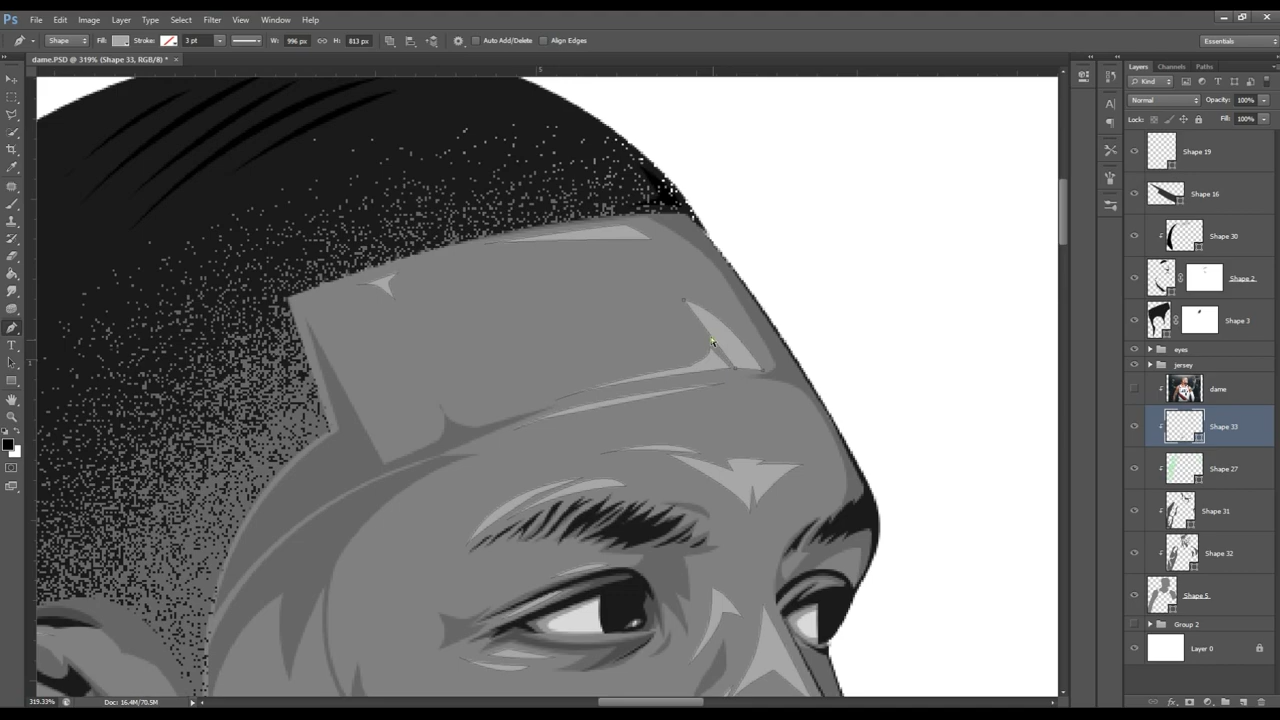 Ps File Edit Image Layer Type Select Filter View Window Help
Shape Fill: Stroke: 3 pt W: 996 px H: 813 px Auto Add/Delete Align Edges Essentials
dame.PSD @ 319% (Shape 33, RGB/8) * ×
5
1
Layers Channels Paths
Kind
Normal Opacity: 100%
Lock: Fill: 100%
Shape 19
Shape 16
Shape 30
Shape 2
Shape 3
eyes
jersey
dame
Shape 33
Shape 27
Shape 31
Shape 32
Shape 5
Group 2
Layer 0
319.33% Doc: 16.4M/70.5M